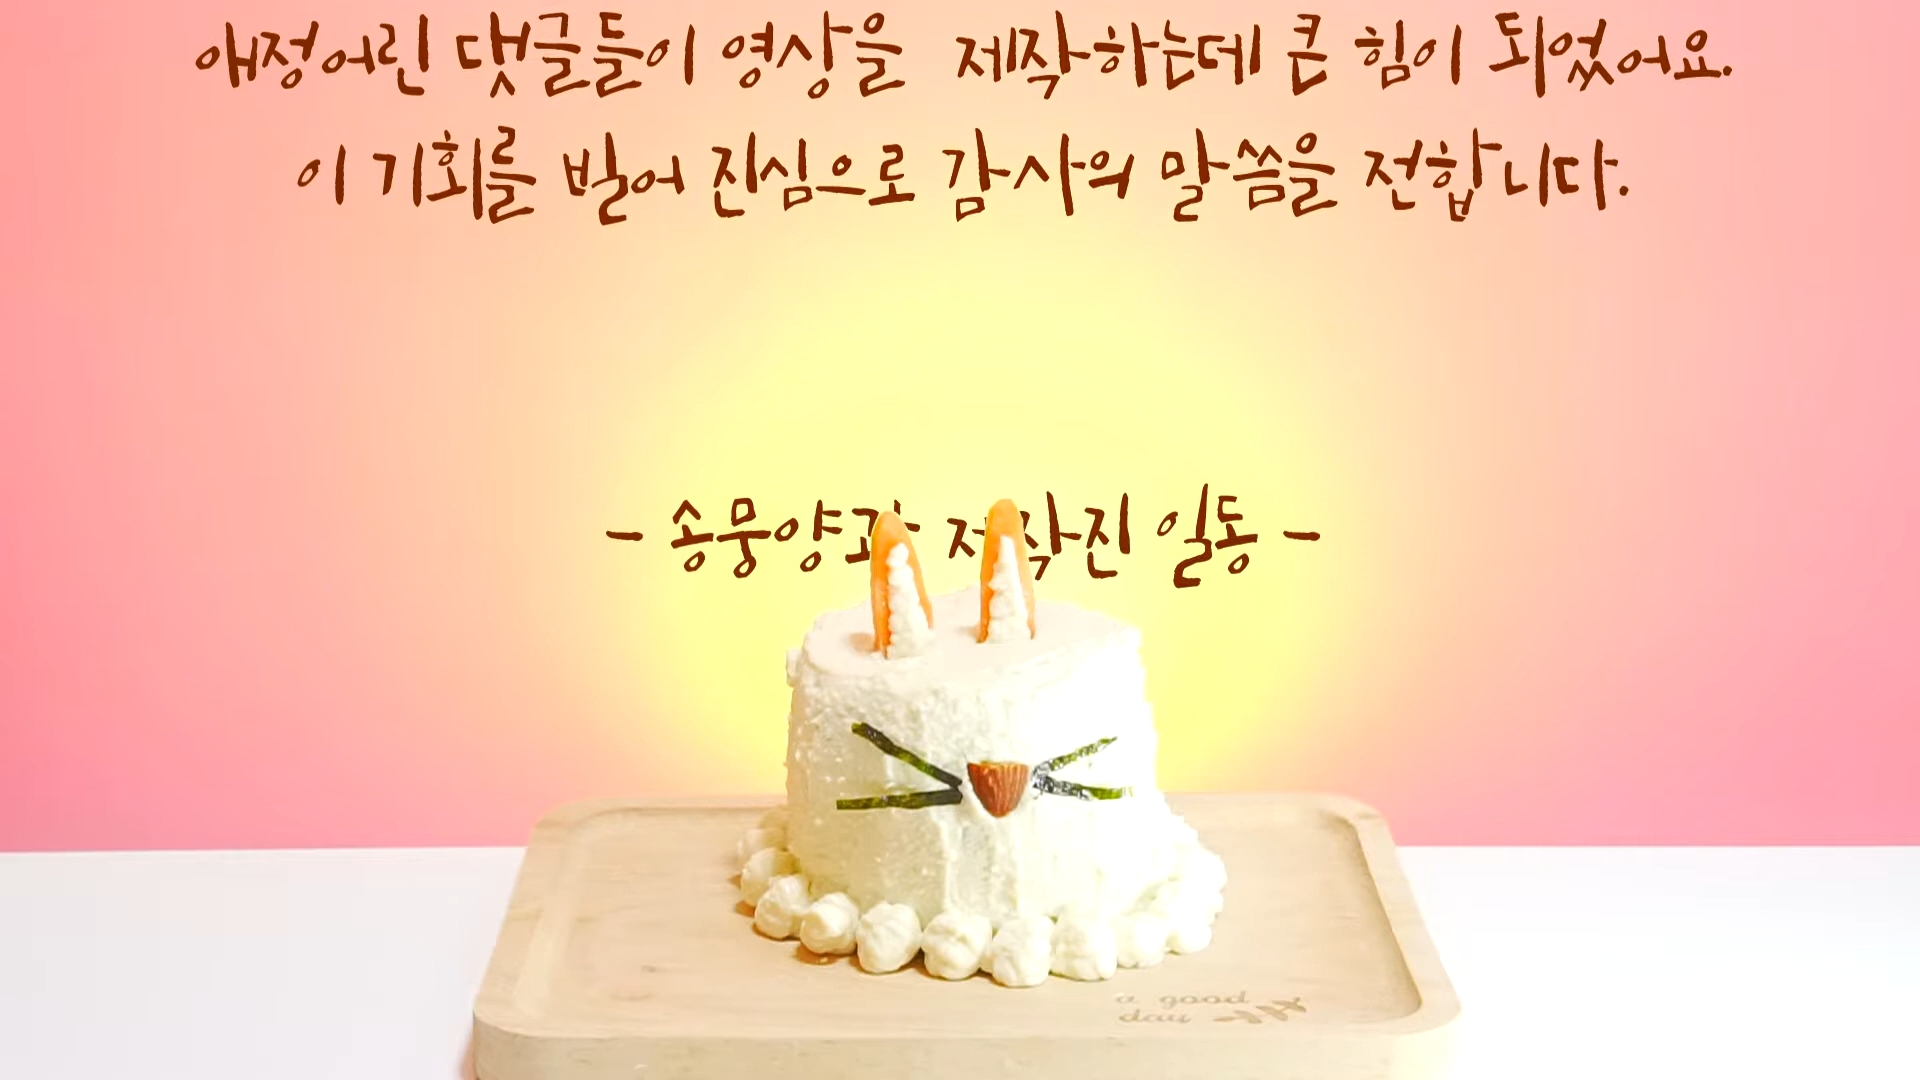 애정어린 댓글들이 영상을 제작하는데 큰 힘이 되었어요.
이 기회를 빌어 진심으로 감사의 말씀을 전합니다.
- 송뭉양과 제작진 일동 -
a good
day